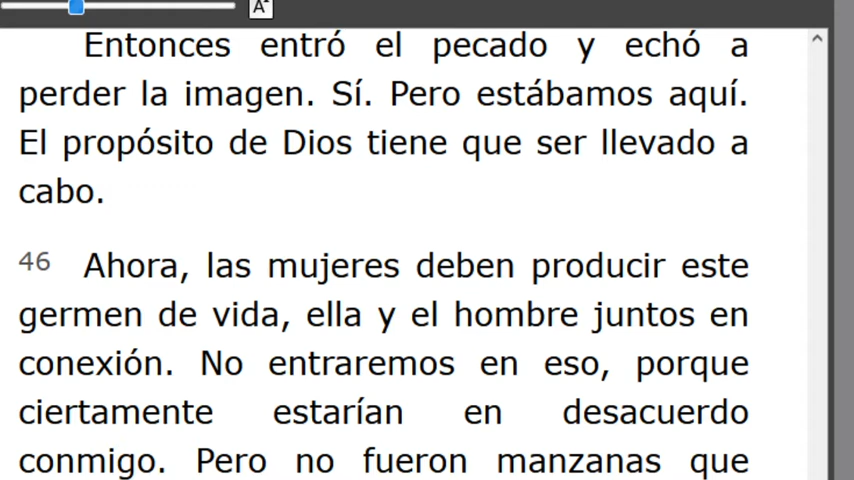 A
Entonces entró el pecado y echó a
perder la imagen. Sí. Pero estábamos aquí.
El propósito de Dios tiene que ser llevado a
cabo.
46 Ahora, las mujeres deben producir este
germen de vida, ella y el hombre juntos en
conexión. No entraremos en eso, porque
ciertamente estarían en desacuerdo
conmigo. Pero no fueron manzanas que